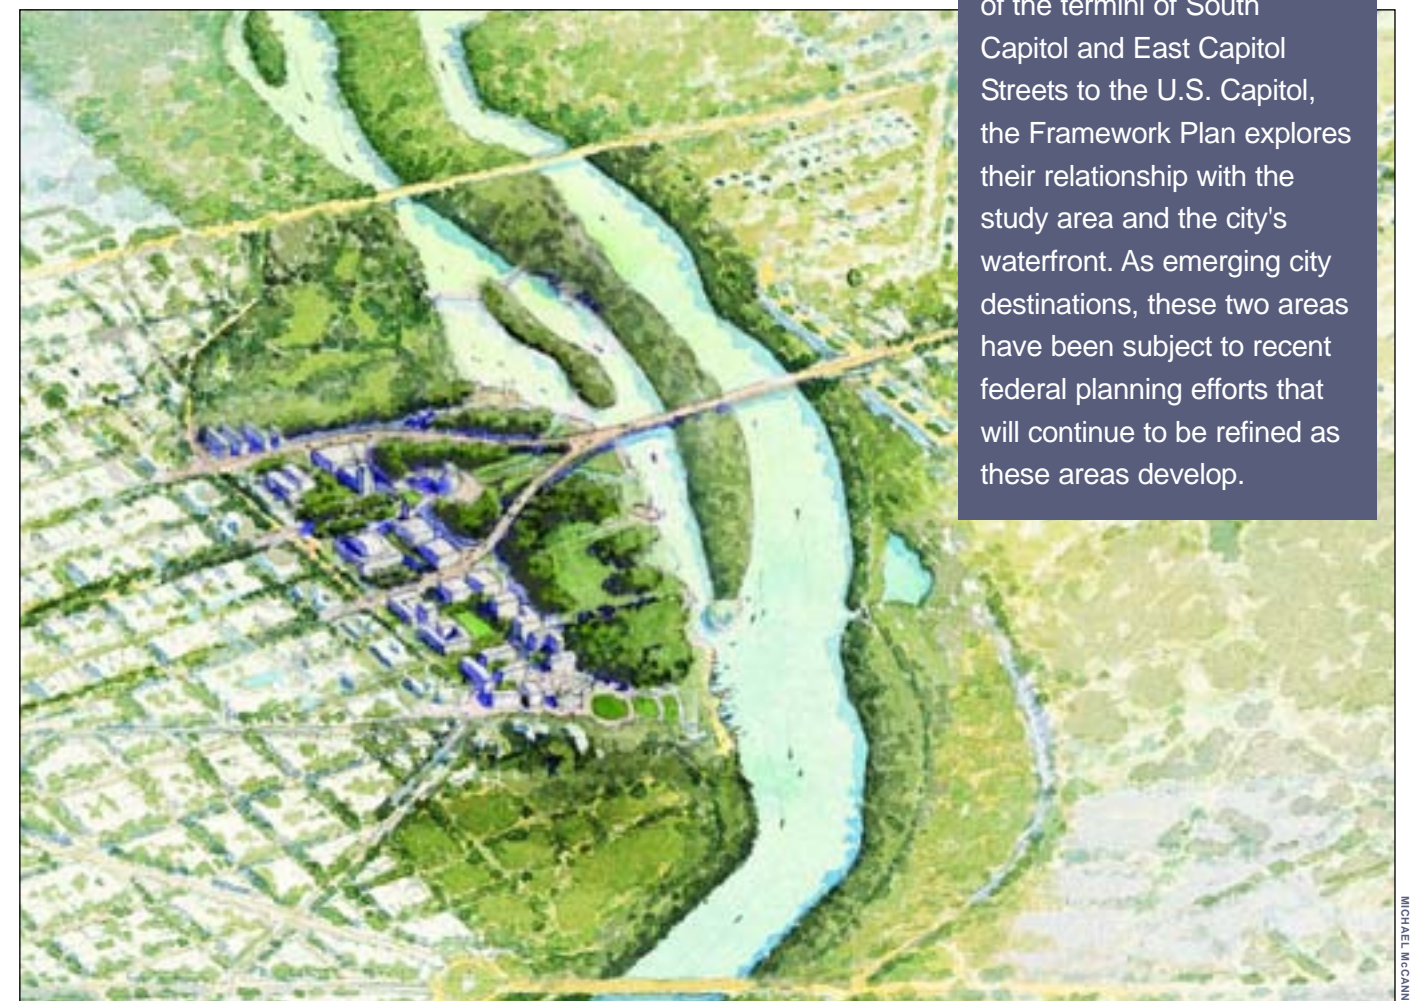 of the termini of South
Capitol and East Capitol
Streets to the U.S. Capitol,
the Framework Plan explores
their relationship with the
study area and the city's
waterfront. As emerging city
destinations, these two areas
have been subject to recent
federal planning efforts that
will continue to be refined as
these areas develop.
MICHAEL McCANN